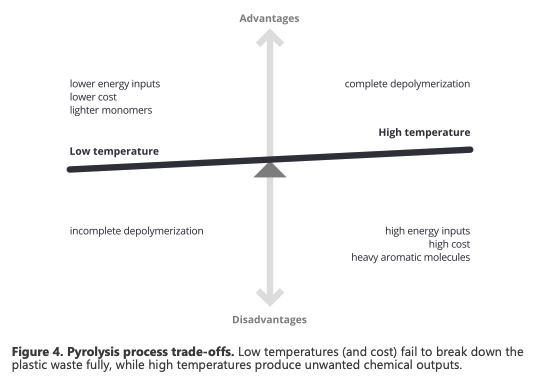 Advantages
lower energy inputs
lower cost
lighter monomers
complete depolymerization
Low temperature
High temperature
incomplete depolymerization
high energy inputs
high cost
heavy aromatic molecules
Disadvantages
Figure 4. Pyrolysis process trade-offs. Low temperatures (and cost) fail to break down the
plastic waste fully, while high temperatures produce unwanted chemical outputs.